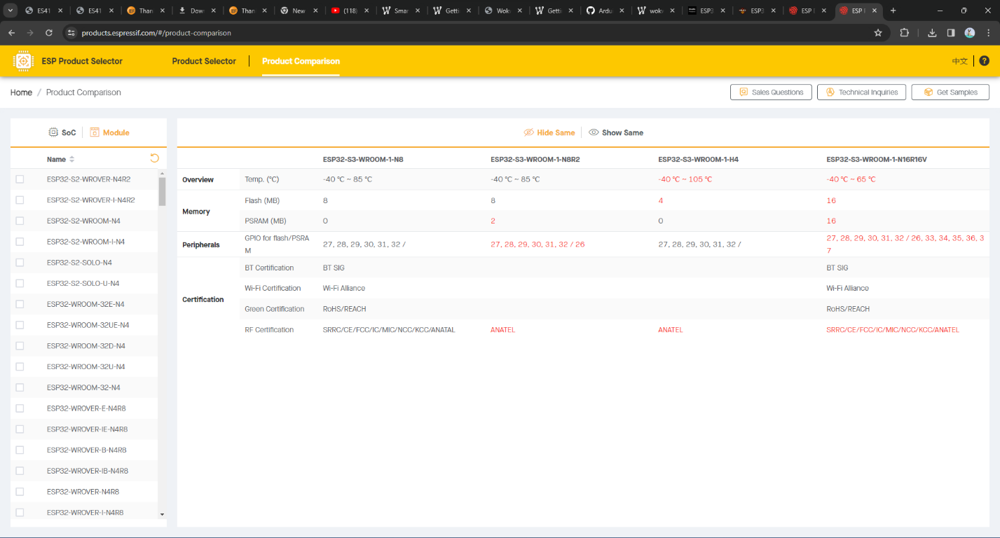 ES41
ES41
Than
Dow
Than
New
(118)
Smar
Getti
Wok
Getti
Ardu
wokv
ESP3
ESP3
ESP
ESP
products.espressif.com/#/product-comparison
ESP Product Selector
Product Selector
Product Comparison
中文
Home / Product Comparison
Sales Questions
Technical Inquiries
Get Samples
SoC
Module
Hide Same
Show Same
Name
ESP32-S2-WROVER-N4R2
ESP32-S2-WROVER-I-N4R2
ESP32-S2-WROOM-N4
ESP32-S2-WROOM-I-N4
ESP32-S2-SOLO-N4
ESP32-S2-SOLO-U-N4
ESP32-WROOM-32E-N4
ESP32-WROOM-32UE-N4
ESP32-WROOM-32D-N4
ESP32-WROOM-32U-N4
ESP32-WROOM-32-N4
ESP32-WROVER-E-N4R8
ESP32-WROVER-IE-N4R8
ESP32-WROVER-B-N4R8
ESP32-WROVER-IB-N4R8
ESP32-WROVER-N4R8
ESP32-WROVER-I-N4R8
ESP32-S3-WROOM-1-N8 ESP32-S3-WROOM-1-N8R2 ESP32-S3-WROOM-1-H4 ESP32-S3-WROOM-1-N16R16V
Overview Temp. (°C) -40 °C ~ 85 °C -40 °C ~ 85 °C -40 °C ~ 105 °C -40 °C ~ 65 °C
Memory
Flash (MB) 8 8 4 16
PSRAM (MB) 0 2 0 16
Peripherals
GPIO for flash/PSRA
M
27, 28, 29, 30, 31, 32 /
27, 28, 29, 30, 31, 32 / 26
27, 28, 29, 30, 31, 32 /
27, 28, 29, 30, 31, 32 / 26, 33, 34, 35, 36, 3
7
Certification
BT Certification BT SIG BT SIG
Wi-Fi Certification Wi-Fi Alliance Wi-Fi Alliance
Green Certification RoHS/REACH RoHS/REACH
RF Certification SRRC/CE/FCC/IC/MIC/NCC/KCC/ANATAL ANATEL ANATEL SRRC/CE/FCC/IC/MIC/NCC/KCC/ANATEL